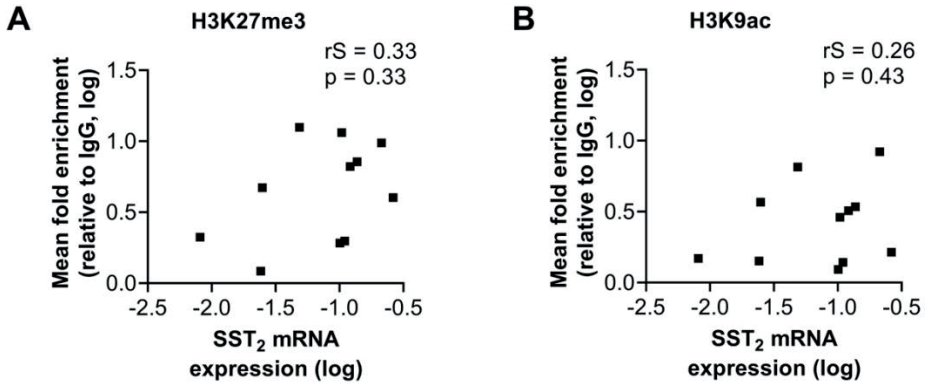 A
H3K27me3
rS = 0.33
p = 0.33
Mean fold enrichment
(relative to IgG, log)
1.5
1.0
0.5
0.0
-2.5 -2.0 -1.5 -1.0 -0.5
SST₂ mRNA
expression (log)
B
H3K9ac
rS = 0.26
p = 0.43
Mean fold enrichment
(relative to IgG, log)
1.5
1.0
0.5
0.0
-2.5 -2.0 -1.5 -1.0 -0.5
SST₂ mRNA
expression (log)